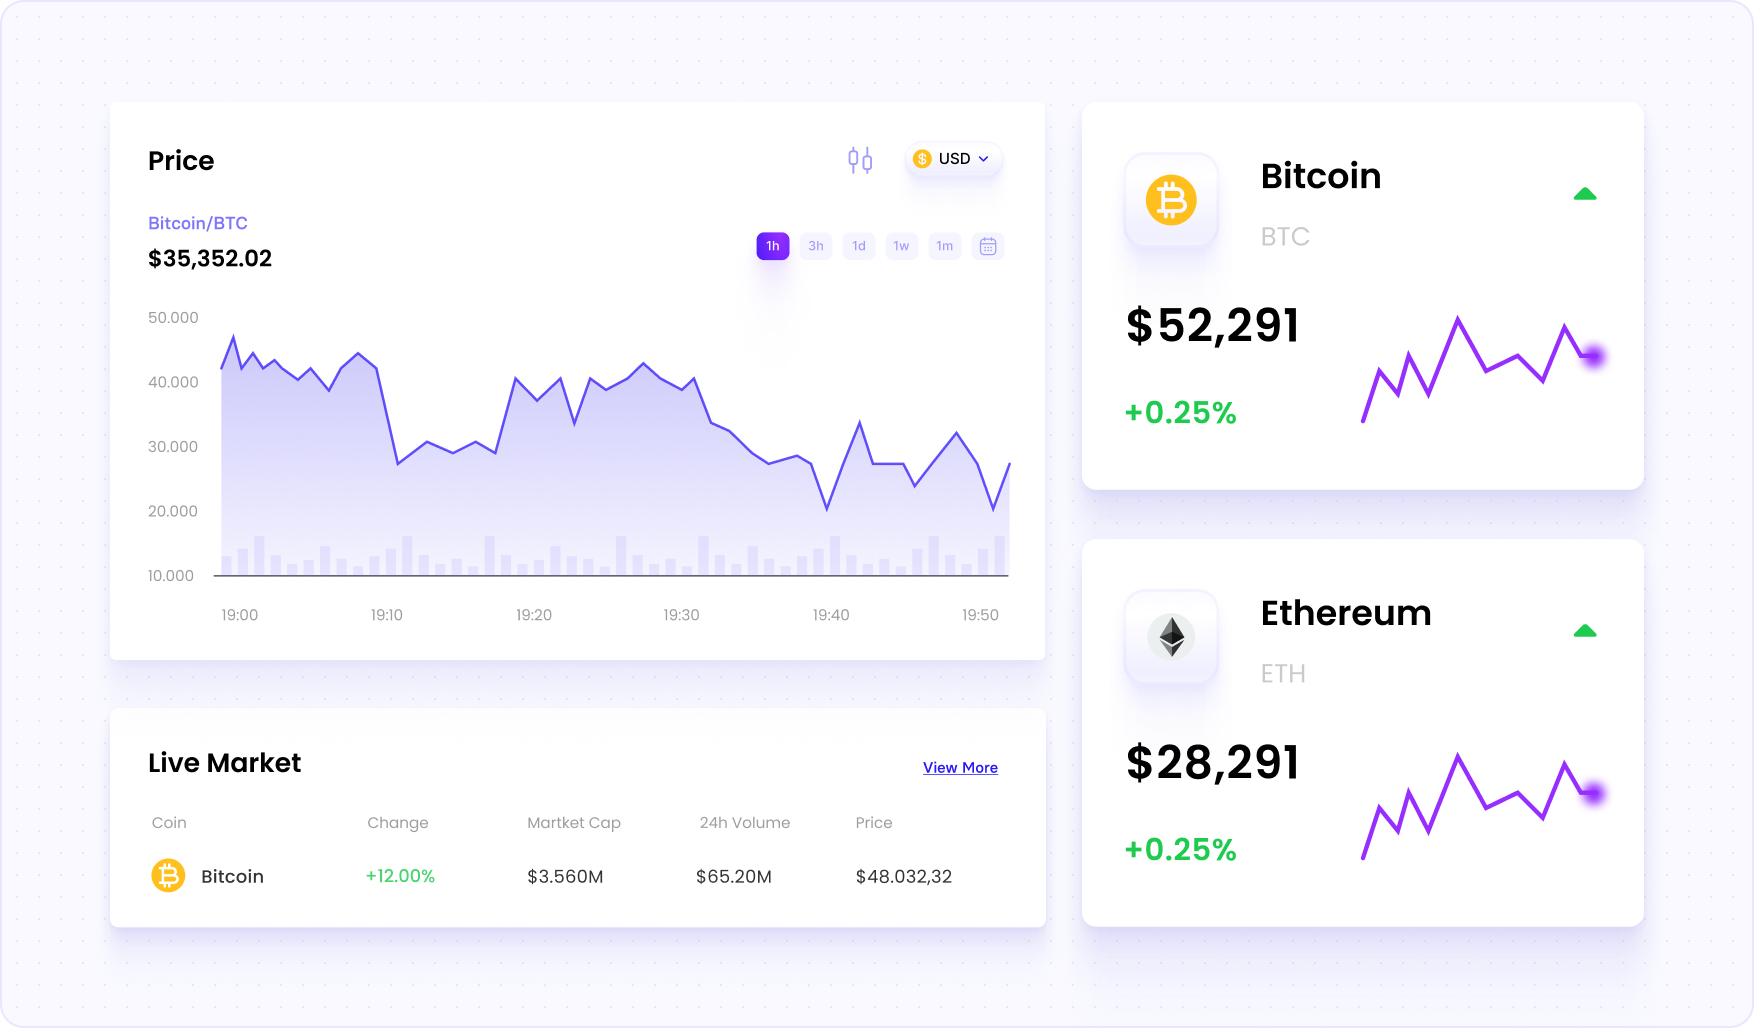 Price
$ USD
Bitcoin/BTC
$35,352.02
1h 3h 1d 1w 1m
50.000
40.000
30.000
20.000
10.000
19:00 19:10 19:20 19:30 19:40 19:50
Live Market
View More
Coin Change Martket Cap 24h Volume Price
Bitcoin +12.00% $3.560M $65.20M $48.032,32
Bitcoin
BTC
$52,291
+0.25%
Ethereum
ETH
$28,291
+0.25%